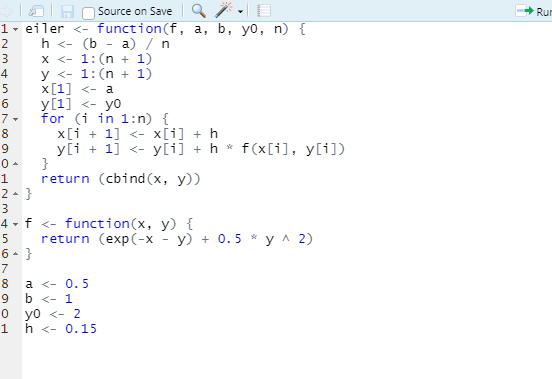 Source on Save Run
1 eiler <- function(f, a, b, y0, n) {
2   h <- (b - a) / n
3   x <- 1:(n + 1)
4   y <- 1:(n + 1)
5   x[1] <- a
6   y[1] <- y0
7   for (i in 1:n) {
8     x[i + 1] <- x[i] + h
9     y[i + 1] <- y[i] + h * f(x[i], y[i])
0   }
1   return (cbind(x, y))
2 }
3
4 f <- function(x, y) {
5   return (exp(-x - y) + 0.5 * y ^ 2)
6 }
7
8 a <- 0.5
9 b <- 1
0 y0 <- 2
1 h <- 0.15